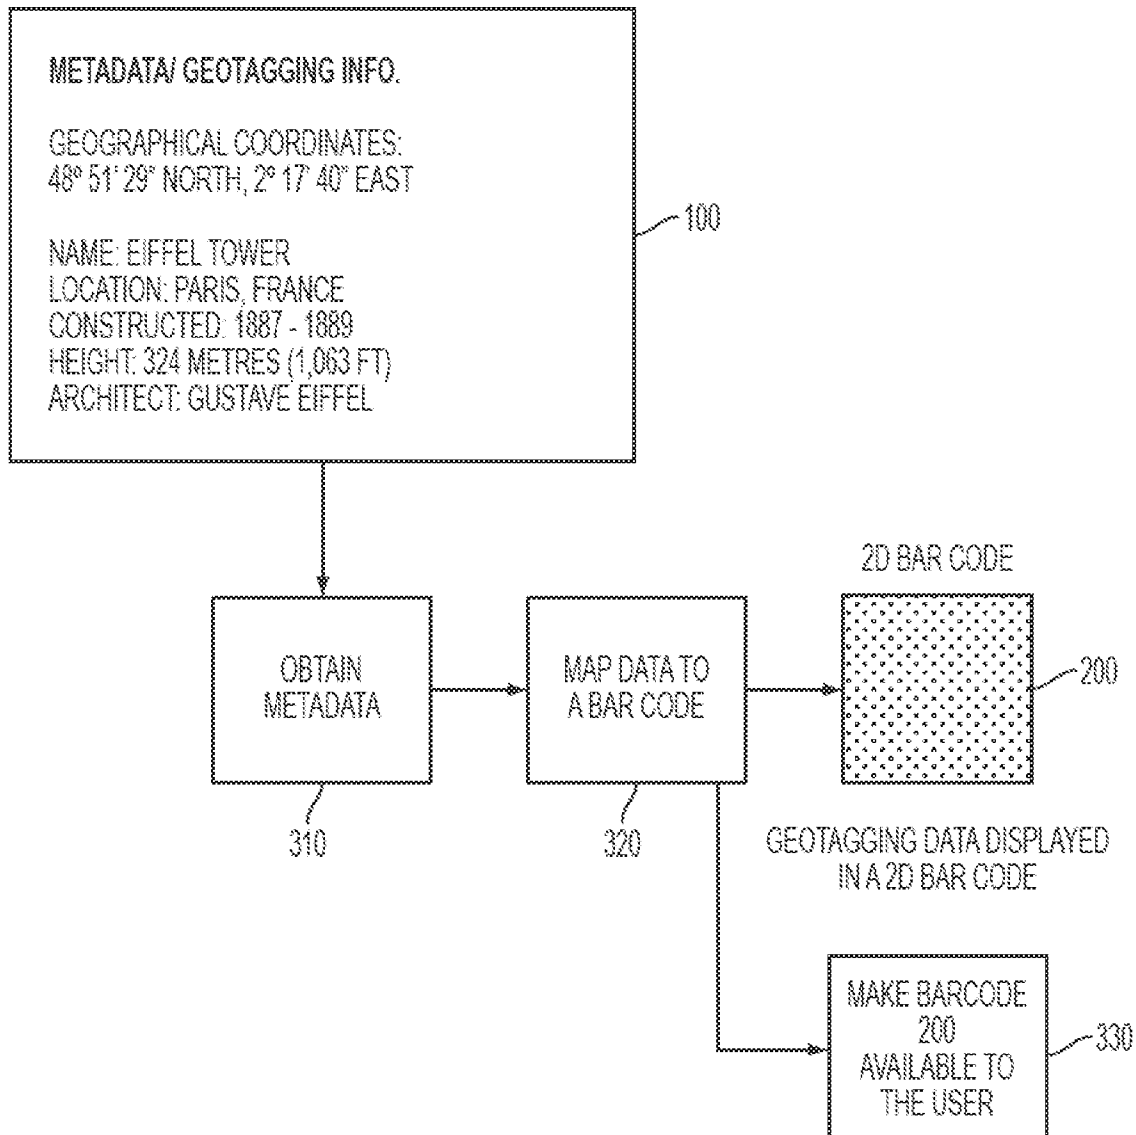 METADATA/ GEOTAGGING INFO.
GEOGRAPHICAL COORDINATES:
48º 51' 29" NORTH, 2º 17' 40" EAST
NAME: EIFFEL TOWER
LOCATION: PARIS, FRANCE
CONSTRUCTED: 1887 - 1889
HEIGHT: 324 METRES (1,063 FT)
ARCHITECT: GUSTAVE EIFFEL
100
2D BAR CODE
OBTAIN
METADATA
MAP DATA TO
A BAR CODE
200
310
320
GEOTAGGING DATA DISPLAYED
IN A 2D BAR CODE
MAKE BARCODE
200
AVAILABLE TO
THE USER
330